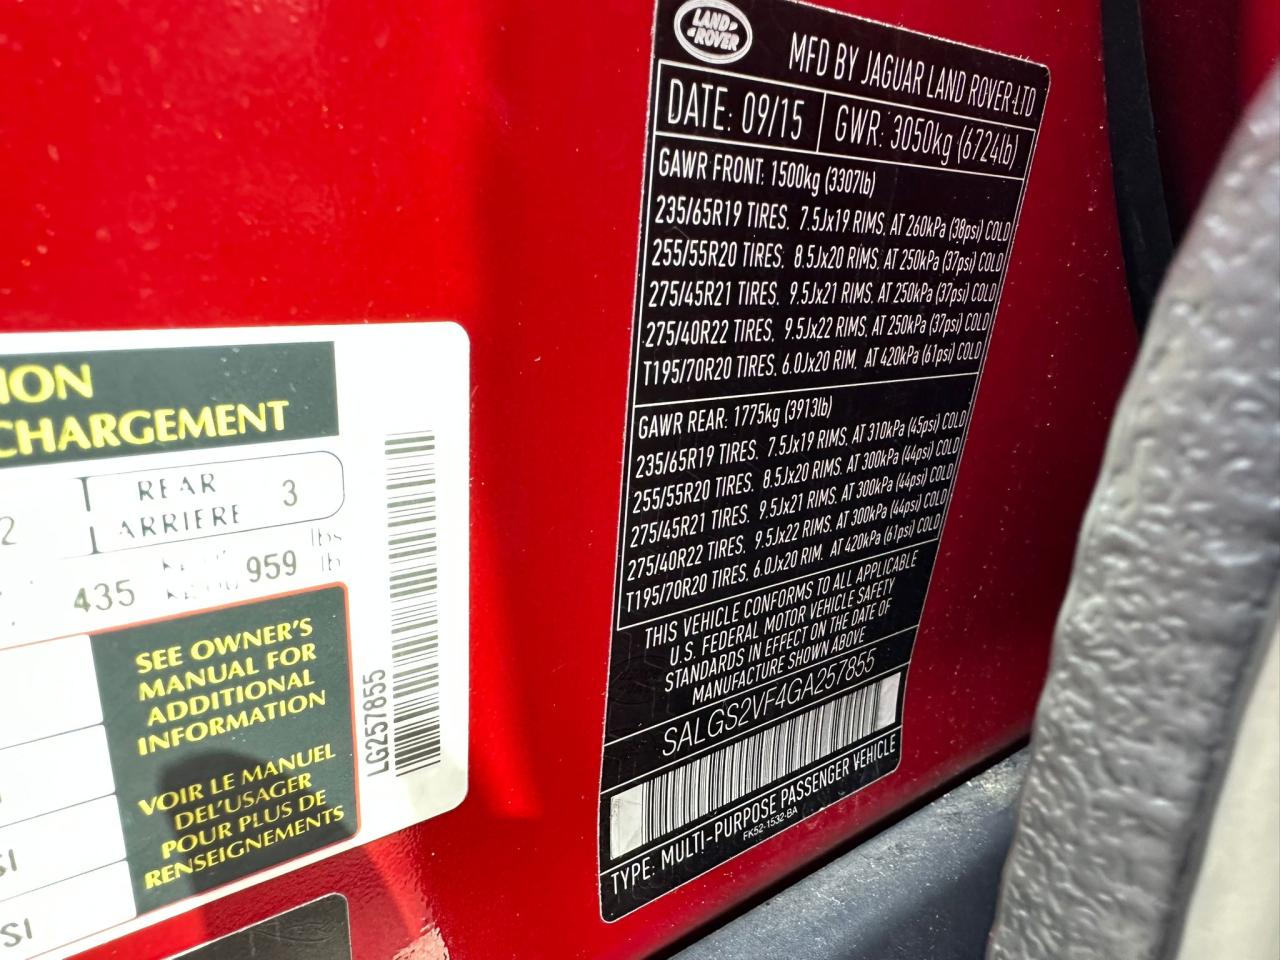 ION
CHARGEMENT
2 REAR
ARRIERE 3
435 959 lbs
lb
SEE OWNER'S
MANUAL FOR
ADDITIONAL
INFORMATION
VOIR LE MANUEL
DEL'USAGER
POUR PLUS DE
RENSEIGNEMENTS
SI
SI
LG257855
LAND-
-ROVER
MFD BY JAGUAR LAND ROVER LTD
DATE: 09/15 GWR: 3050kg (6724lb)
GAWR FRONT: 1500kg (3307lb)
235/65R19 TIRES, 7.5Jx19 RIMS, AT 260kPa (38psi) COLD
255/55R20 TIRES, 8.5Jx20 RIMS, AT 250kPa (37psi) COLD
275/45R21 TIRES, 9.5Jx21 RIMS, AT 250kPa (37psi) COLD
275/40R22 TIRES, 9.5Jx22 RIMS, AT 250kPa (37psi) COLD
T195/70R20 TIRES, 6.0Jx20 RIM, AT 420kPa (61psi) COLD
GAWR REAR: 1775kg (3913lb)
235/65R19 TIRES, 7.5Jx19 RIMS, AT 310kPa (45psi) COLD
255/55R20 TIRES, 8.5Jx20 RIMS, AT 300kPa (44psi) COLD
275/45R21 TIRES, 9.5Jx21 RIMS, AT 300kPa (44psi) COLD
275/40R22 TIRES, 9.5Jx22 RIMS, AT 300kPa (44psi) COLD
T195/70R20 TIRES, 6.0Jx20 RIM, AT 420kPa (61psi) COLD
THIS VEHICLE CONFORMS TO ALL APPLICABLE
U.S. FEDERAL MOTOR VEHICLE SAFETY
STANDARDS IN EFFECT ON THE DATE OF
MANUFACTURE SHOWN ABOVE
SALGS2VF4GA257855
TYPE: MULTI-PURPOSE PASSENGER VEHICLE
FK52-1532-BA